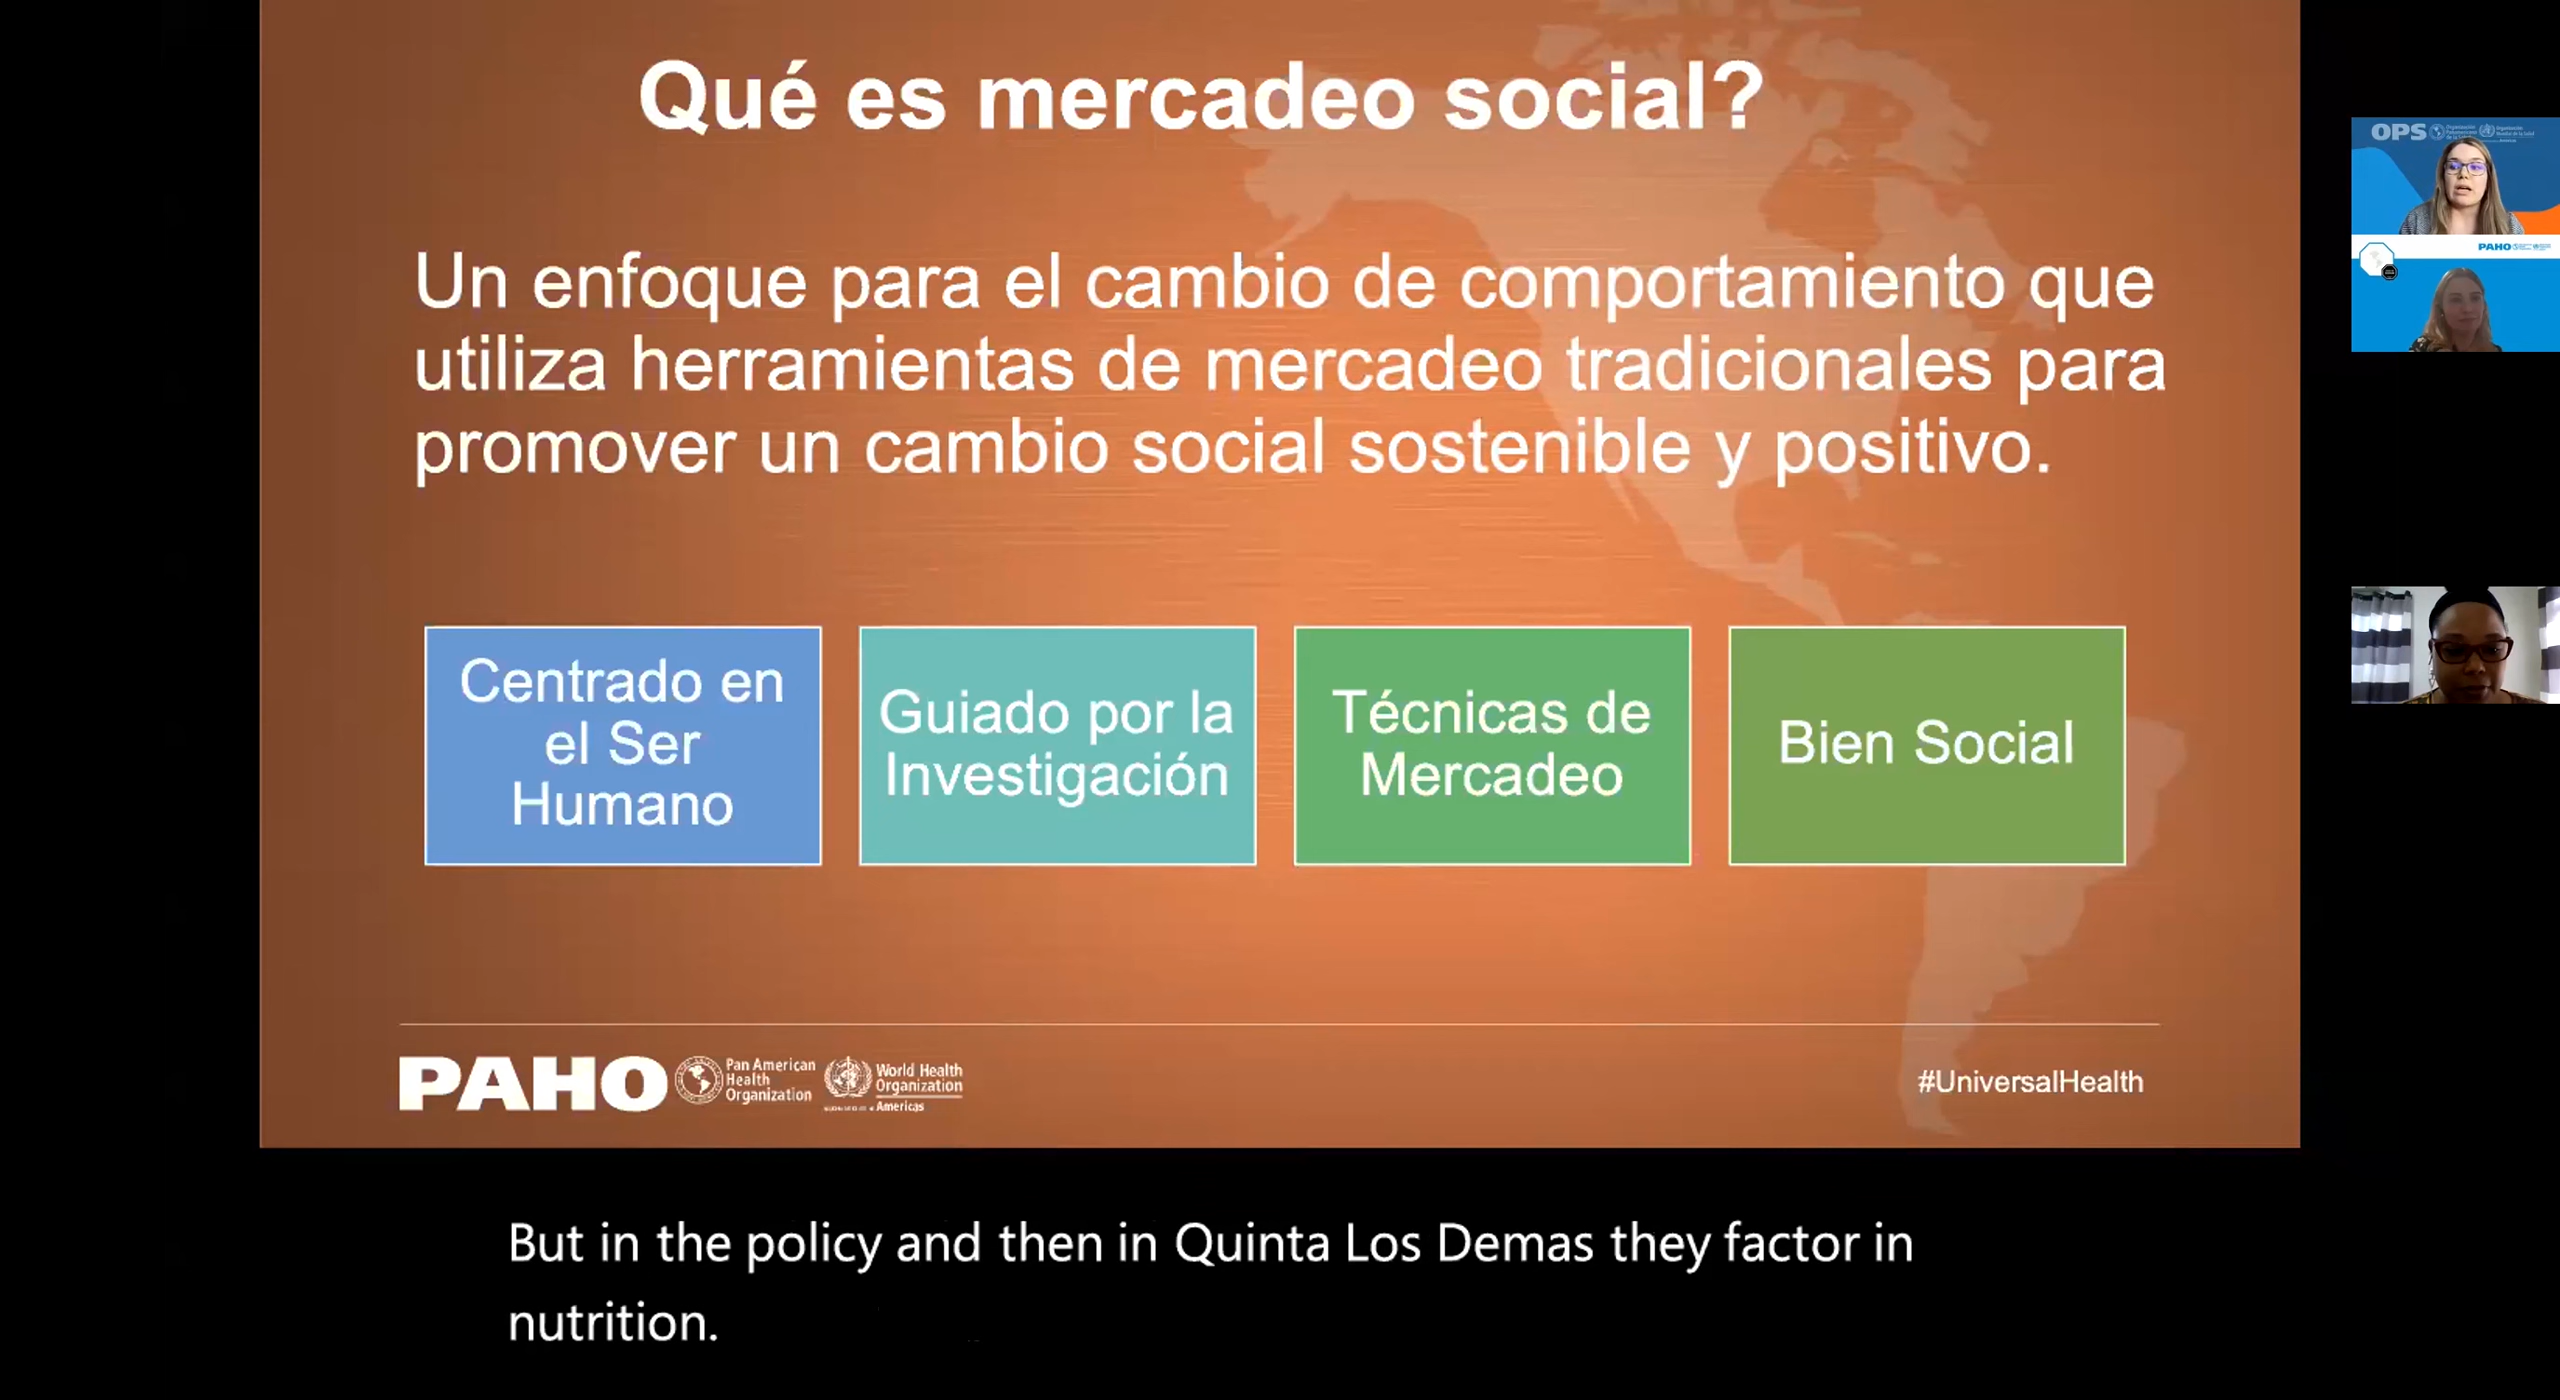 Qué es mercadeo social?
Un enfoque para el cambio de comportamiento que
utiliza herramientas de mercadeo tradicionales para
promover un cambio social sostenible y positivo.
Centrado en
el Ser
Humano
Guiado por la
Investigación
Técnicas de
Mercadeo
Bien Social
PAHO
Pan American
Health
Organization
World Health
Organization
Americas
#UniversalHealth
OPS
PAHO
But in the policy and then in Quinta Los Demas they factor in
nutrition.